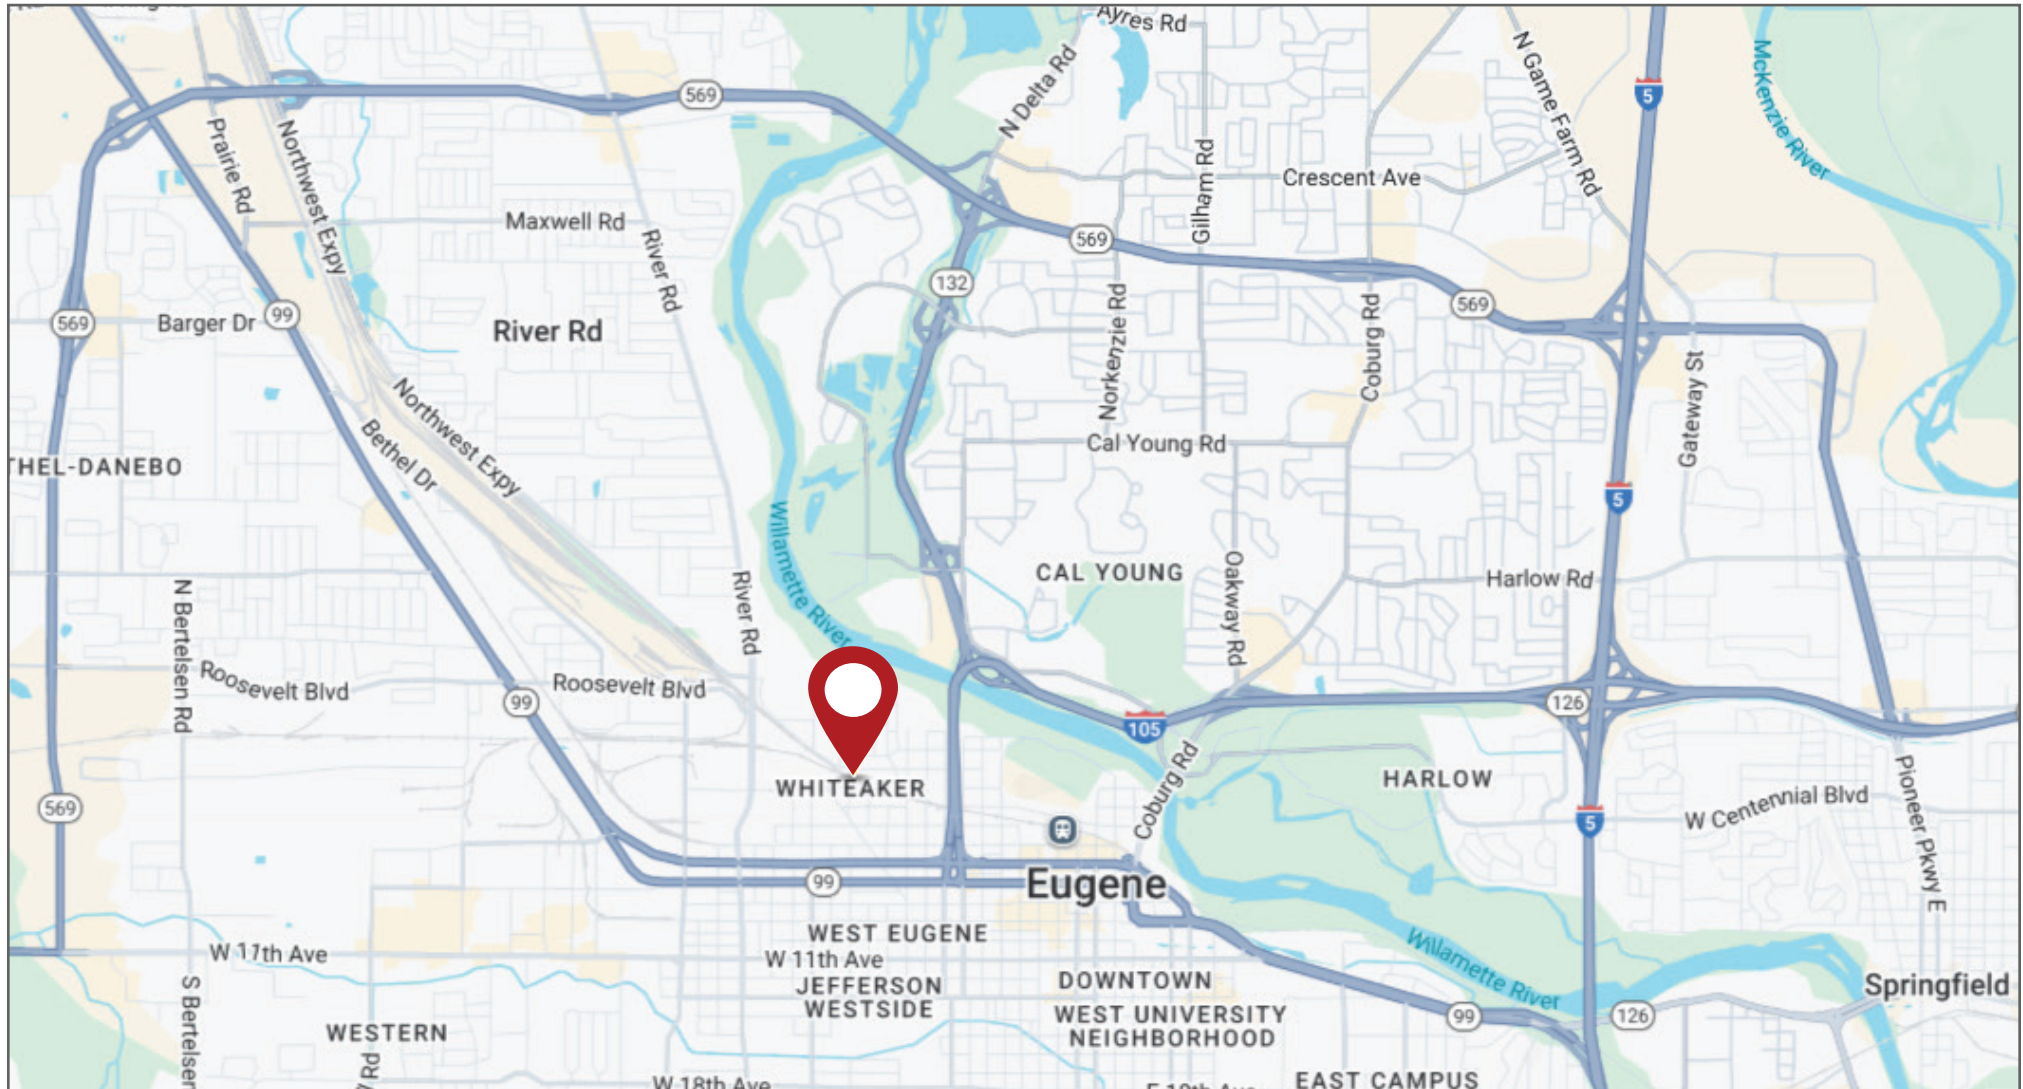 Ayres Rd
N Delta Rd
N Game Farm Rd
5
McKenzie River
569
Prairie Rd
Northwest Expy
Gilham Rd
Crescent Ave
Maxwell Rd
River Rd
569
132
569
99
Barger Dr
569
River Rd
Norkenzie Rd
Coburg Rd
Gateway St
Northwest Expy
Bethel Dr
Cal Young Rd
THEL-DANEBO
5
Willamette River
CAL YOUNG
Oakway Rd
Harlow Rd
N Bertelsen Rd
River Rd
Roosevelt Blvd
Roosevelt Blvd
99
126
105
Coburg Rd
HARLOW
WHITEAKER
Pioneer Pkwy E
W Centennial Blvd
569
5
99
Eugene
WEST EUGENE
W 11th Ave
W 11th Ave
Willamette River
JEFFERSON
WESTSIDE
DOWNTOWN
Springfield
S Bertelsen
WEST UNIVERSITY
NEIGHBORHOOD
99
126
WESTERN
Rd
W 18th Ave
EAST CAMPUS